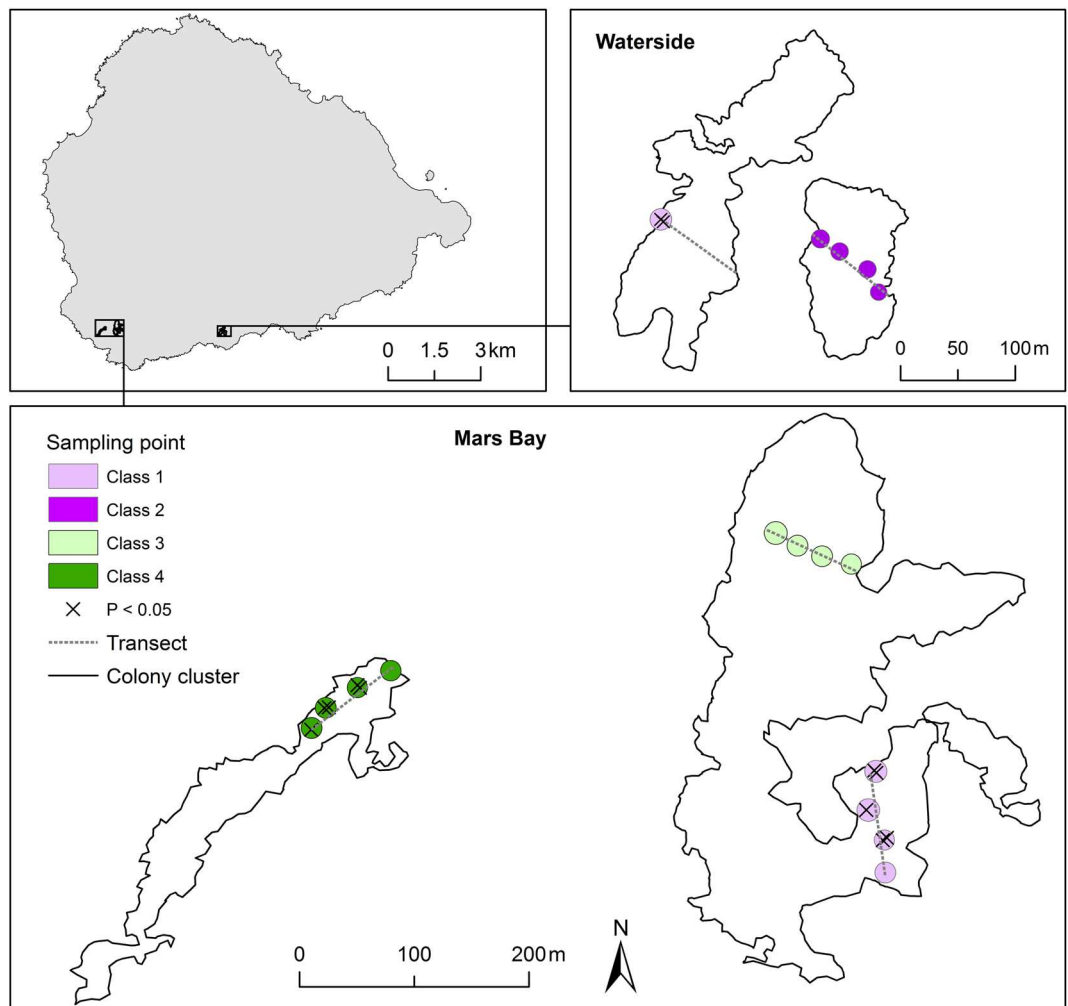 Waterside
0 1.5 3 km
0 50 100 m
Mars Bay
Sampling point
Class 1
Class 2
Class 3
Class 4
P < 0.05
Transect
Colony cluster
0 100 200 m
N